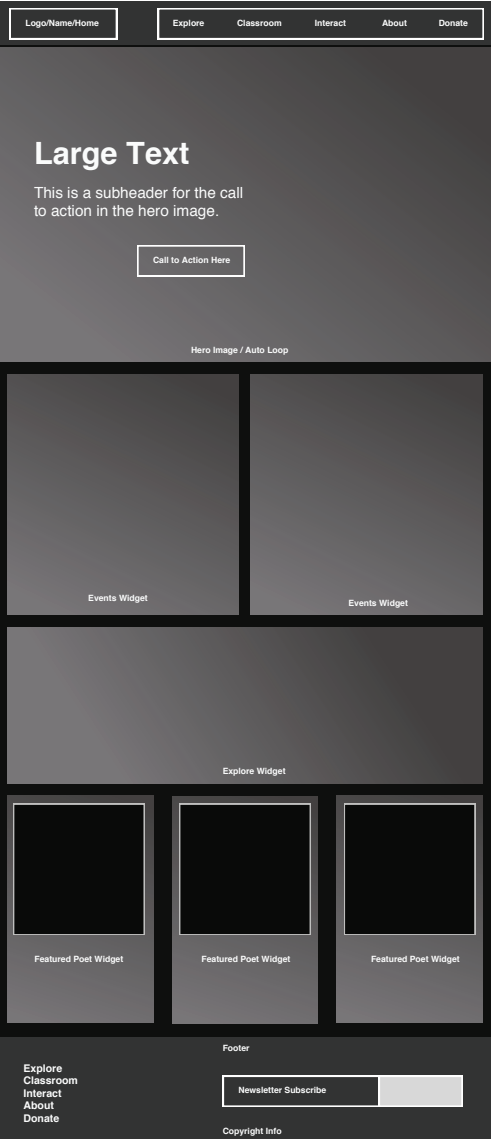 Logo/Name/Home
Explore Classroom Interact About Donate
Large Text
This is a subheader for the call
to action in the hero image.
Call to Action Here
Hero Image / Auto Loop
Events Widget
Events Widget
Explore Widget
Featured Poet Widget
Featured Poet Widget
Featured Poet Widget
Footer
Explore
Classroom
Interact
About
Donate
Newsletter Subscribe
Copyright Info